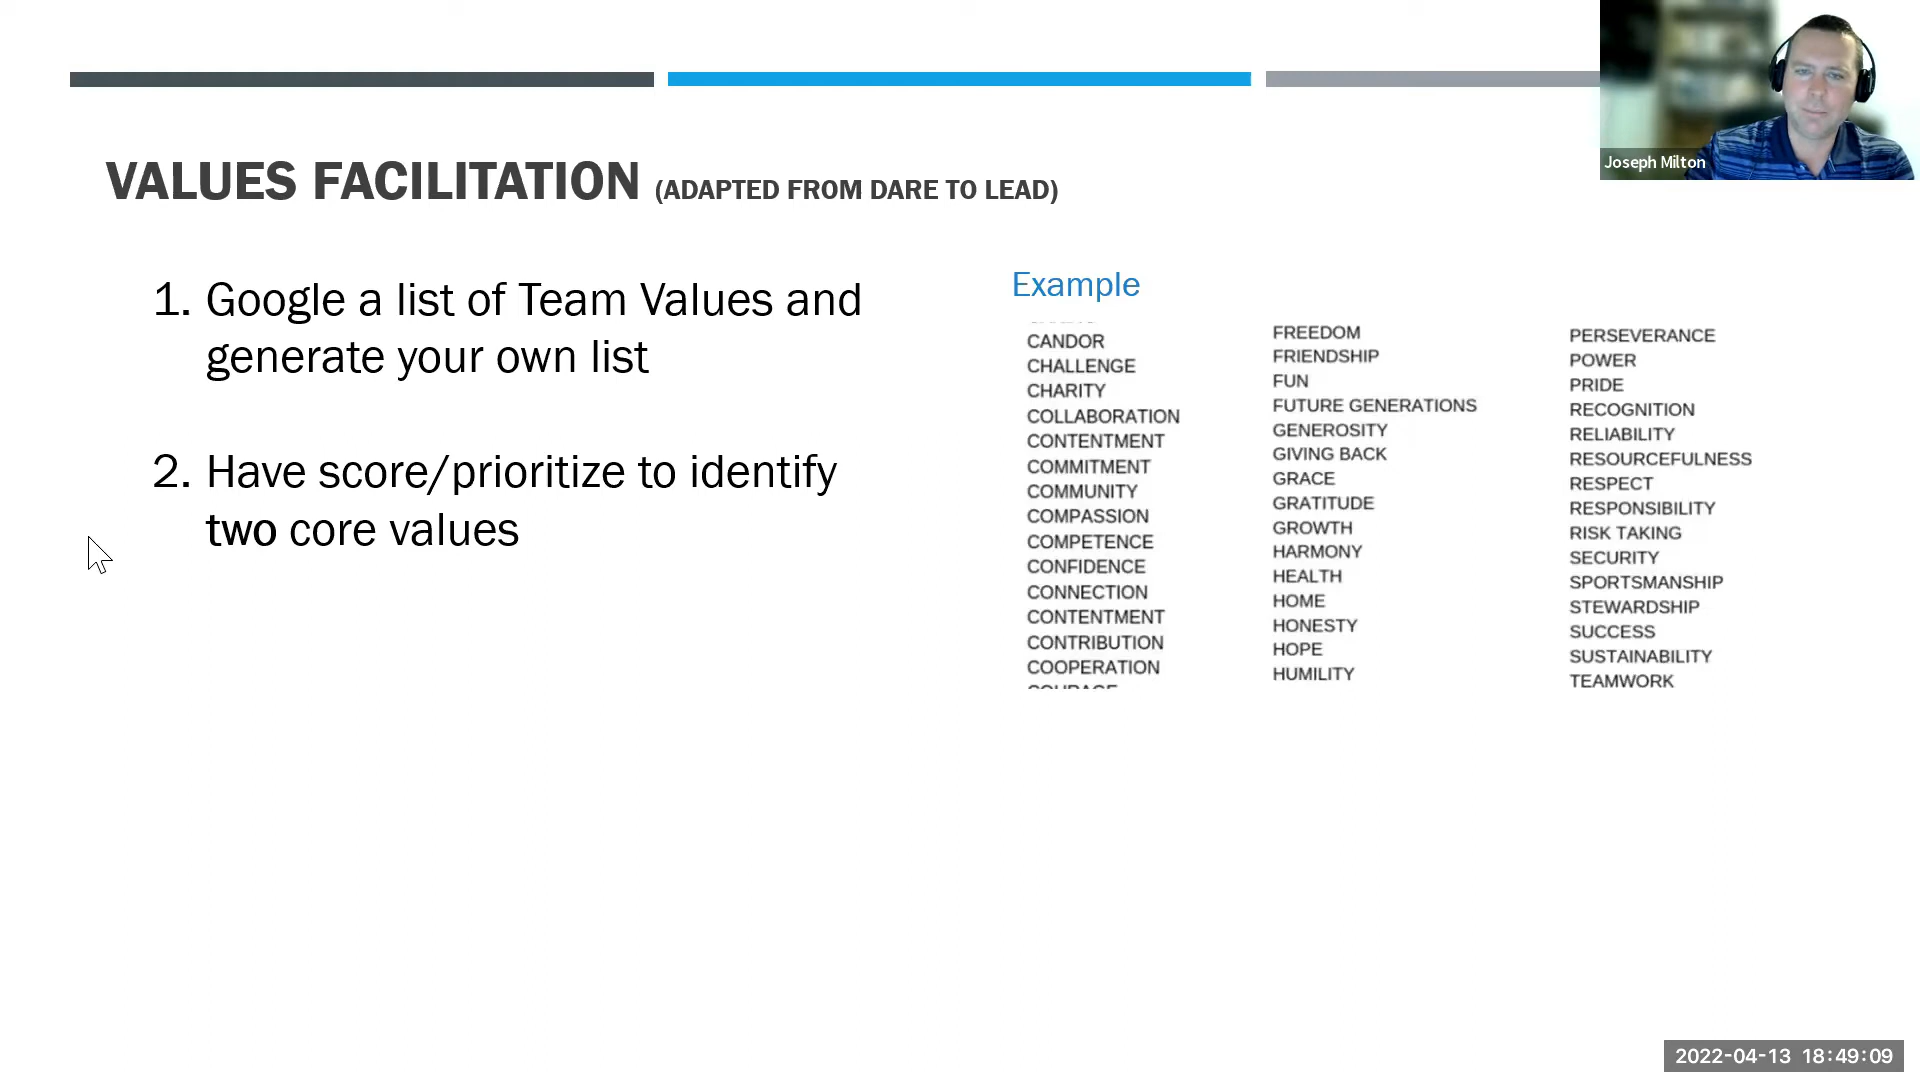 Joseph Milton
VALUES FACILITATION (ADAPTED FROM DARE TO LEAD)
1. Google a list of Team Values and
generate your own list
2. Have score/prioritize to identify
two core values
Example
CANDOR
CHALLENGE
CHARITY
COLLABORATION
CONTENTMENT
COMMITMENT
COMMUNITY
COMPASSION
COMPETENCE
CONFIDENCE
CONNECTION
CONTENTMENT
CONTRIBUTION
COOPERATION
FREEDOM
FRIENDSHIP
FUN
FUTURE GENERATIONS
GENEROSITY
GIVING BACK
GRACE
GRATITUDE
GROWTH
HARMONY
HEALTH
HOME
HONESTY
HOPE
HUMILITY
PERSEVERANCE
POWER
PRIDE
RECOGNITION
RELIABILITY
RESOURCEFULNESS
RESPECT
RESPONSIBILITY
RISK TAKING
SECURITY
SPORTSMANSHIP
STEWARDSHIP
SUCCESS
SUSTAINABILITY
TEAMWORK
2022-04-13 18:49:09